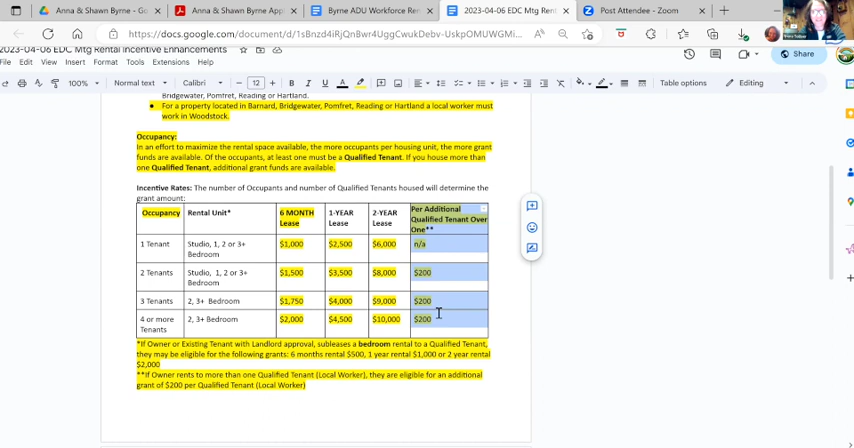 Anna & Shawn Byrne - Go
Anna & Shawn Byrne App
Byrne ADU Workforce Ren
2023-04-06 EDC Mtg Rent
Post Attendee - Zoom
https://docs.google.com/document/d/1sBnzd4iRjQnBwr4UggCwukDebv-UskpOMUWGMi...
2023-04-06 EDC Mtg Rental Incentive Enhancements
Share
File Edit View Insert Format Tools Extensions Help
100% Normal text Calibri 12 B I U A Table options Editing
Bridgewater, Pomfret, Reading or Hartland.
● For a property located in Barnard, Bridgewater, Pomfret, Reading or Hartland a local worker must
work in Woodstock.
Occupancy:
In an effort to maximize the rental space available, the more occupants per housing unit, the more grant
funds are available. Of the occupants, at least one must be a Qualified Tenant. If you house more than
one Qualified Tenant, additional grant funds are available.
Incentive Rates: The number of Occupants and number of Qualified Tenants housed will determine the
grant amount:
Occupancy Rental Unit* 6 MONTH Lease 1-YEAR Lease 2-YEAR Lease Per Additional Qualified Tenant Over One**
1 Tenant Studio, 1, 2 or 3+ Bedroom $1,000 $2,500 $6,000 n/a
2 Tenants Studio, 1, 2 or 3+ Bedroom $1,500 $3,500 $8,000 $200
3 Tenants 2, 3+ Bedroom $1,750 $4,000 $9,000 $200
4 or more Tenants 2, 3+ Bedroom $2,000 $4,500 $10,000 $200
*If Owner or Existing Tenant with Landlord approval, subleases a bedroom rental to a Qualified Tenant,
they may be eligible for the following grants: 6 months rental $500, 1 year rental $1,000 or 2 year rental
$2,000
**If Owner rents to more than one Qualified Tenant (Local Worker), they are eligible for an additional
grant of $200 per Qualified Tenant (Local Worker)